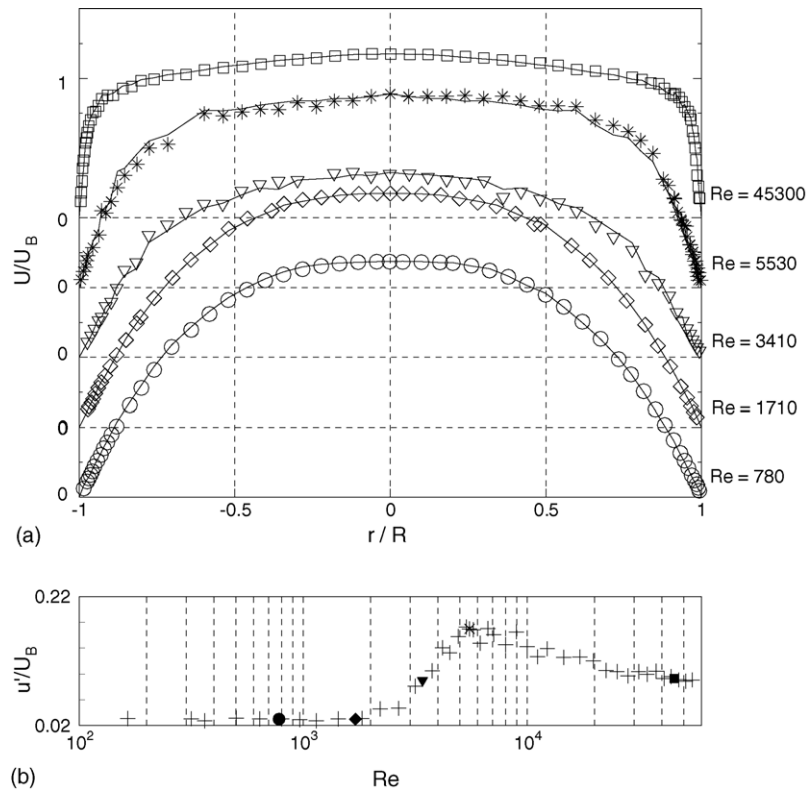 1
0
Re = 45300
U/U_B
0
Re = 5530
0
Re = 3410
0
Re = 1710
0
Re = 780
-1
-0.5
0
0.5
1
(a)
r / R
0.22
u'/U_B
0.02
10^2
10^3
10^4
(b)
Re